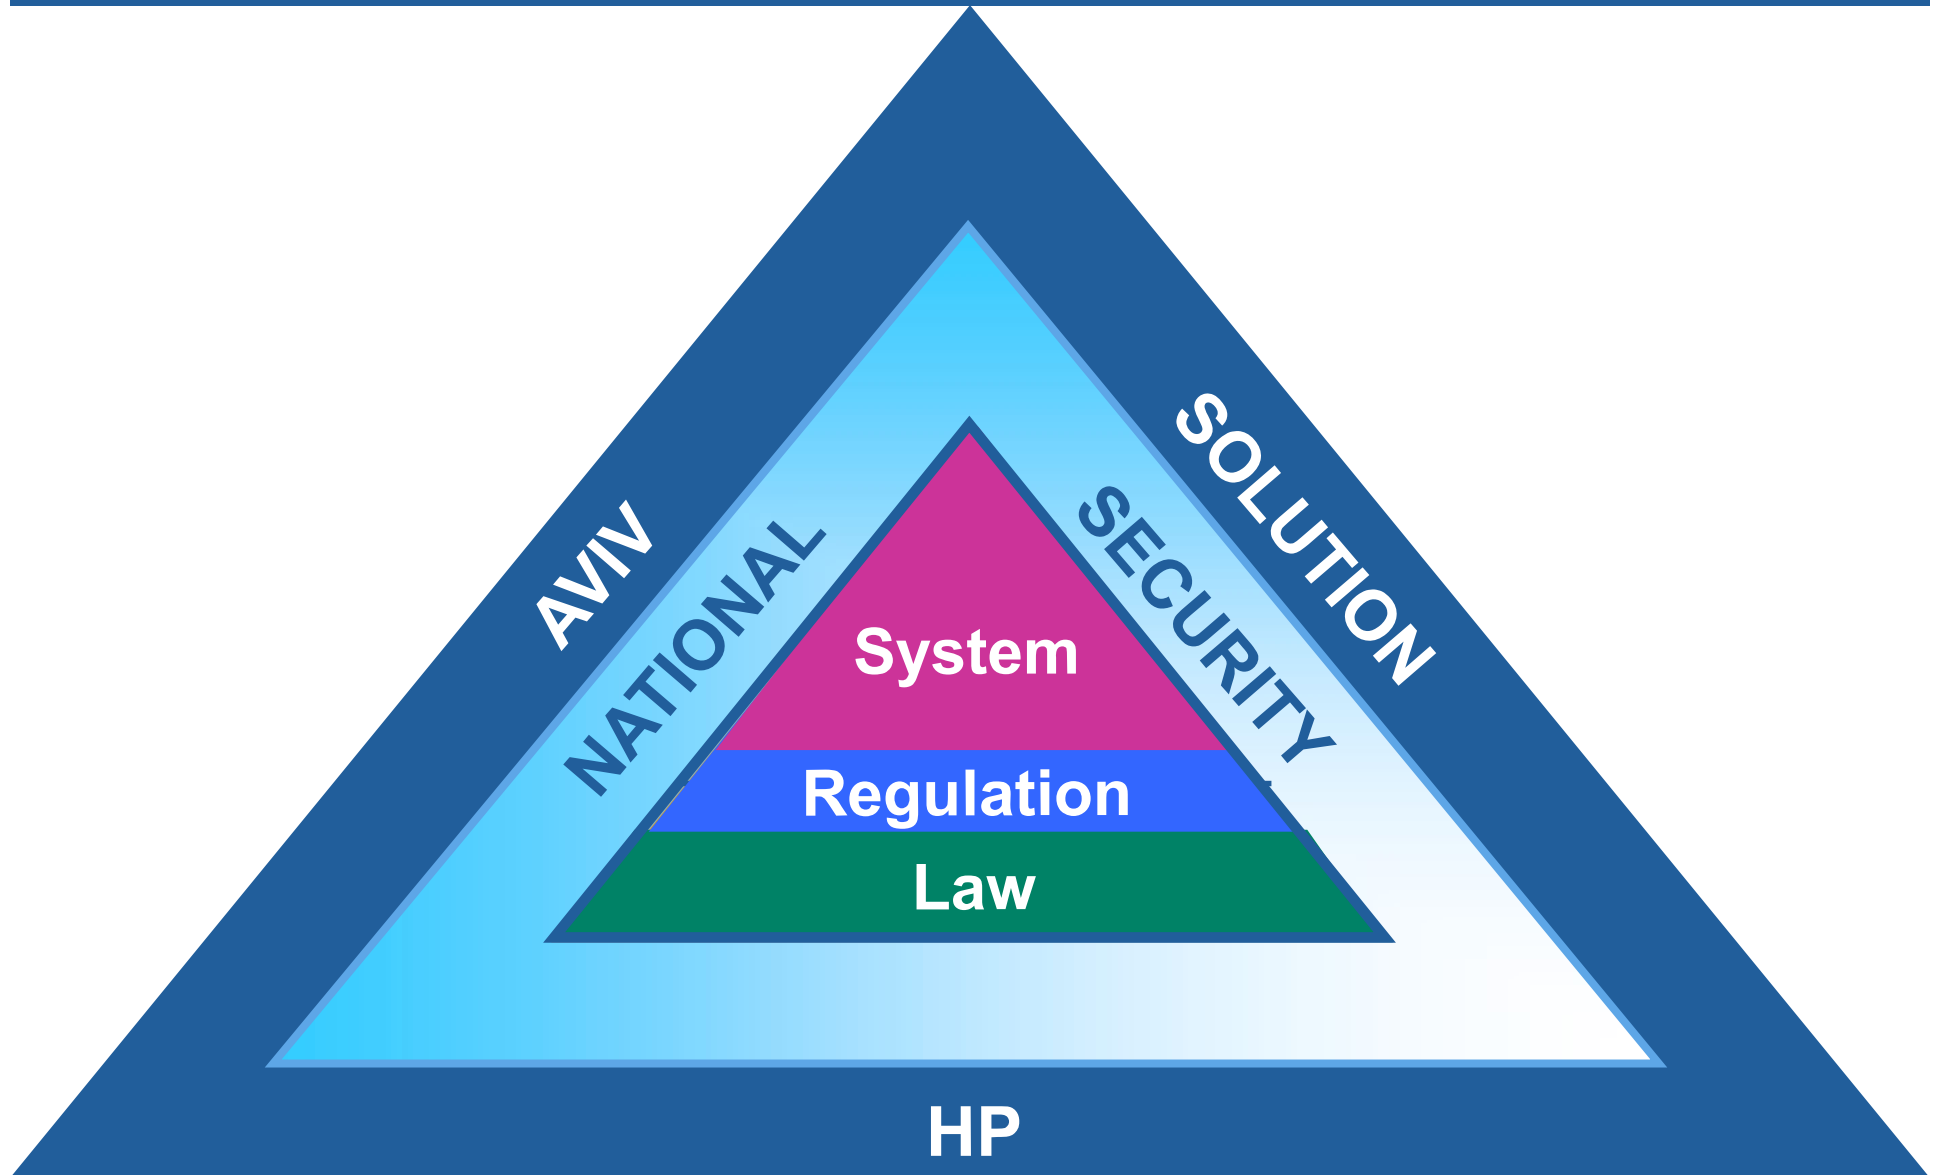 AVIV
SOLUTION
NATIONAL
SECURITY
System
Regulation
Law
HP